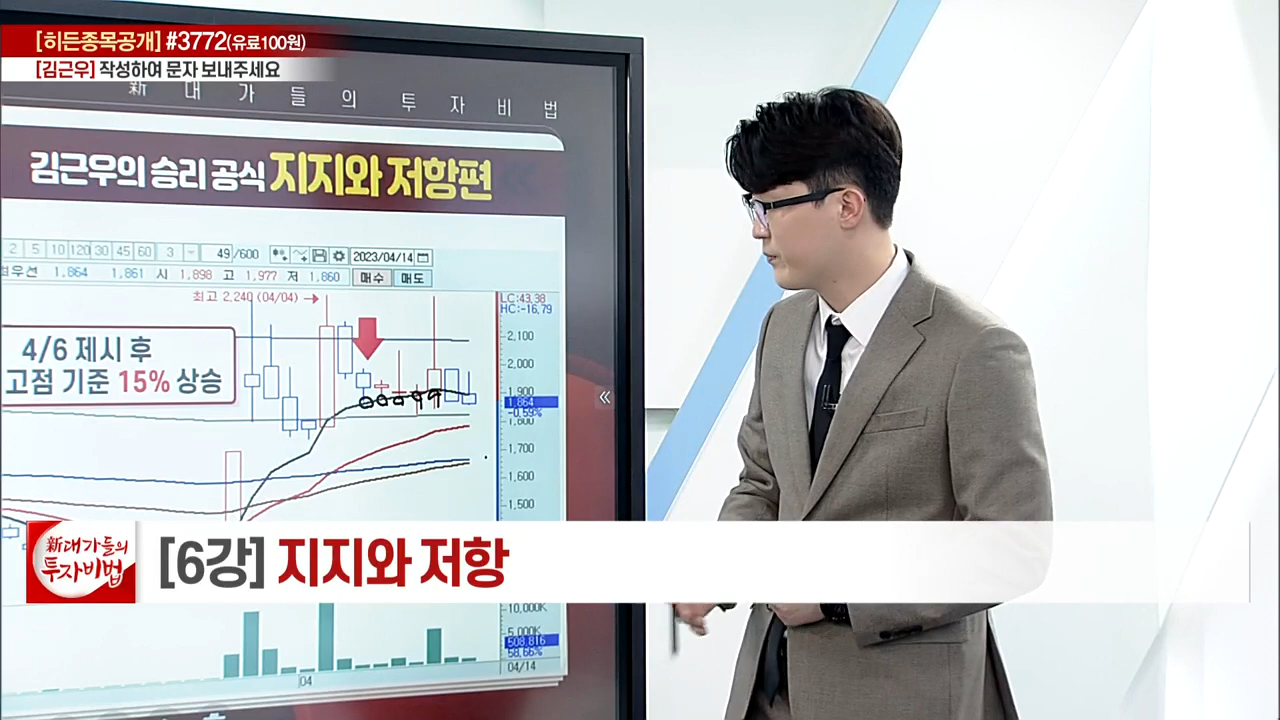 [히든종목공개] #3772(유료100원)
[김근우] 작성하여 문자 보내주세요
新 대 가 들 의 투 자 비 법
김근우의 승리 공식 지지와 저항편
2 5 10 120 30 45 60 3 49/600 2023/04/14
최우선 1,864 1,861 시 1,898 고 1,977 저 1,860 매수 매도
최고 2,240 (04/04) →
LC:43,38
HC:-16,79
2,100
4/6 제시 후
고점 기준 15% 상승
2,000
1,900
1,864
-0,59%
1,800
1,700
1,600
1,500
«
新대가들의
투자비법
[6강] 지지와 저항
10,000K
5,000K
508,816
58,66%
04
04/14